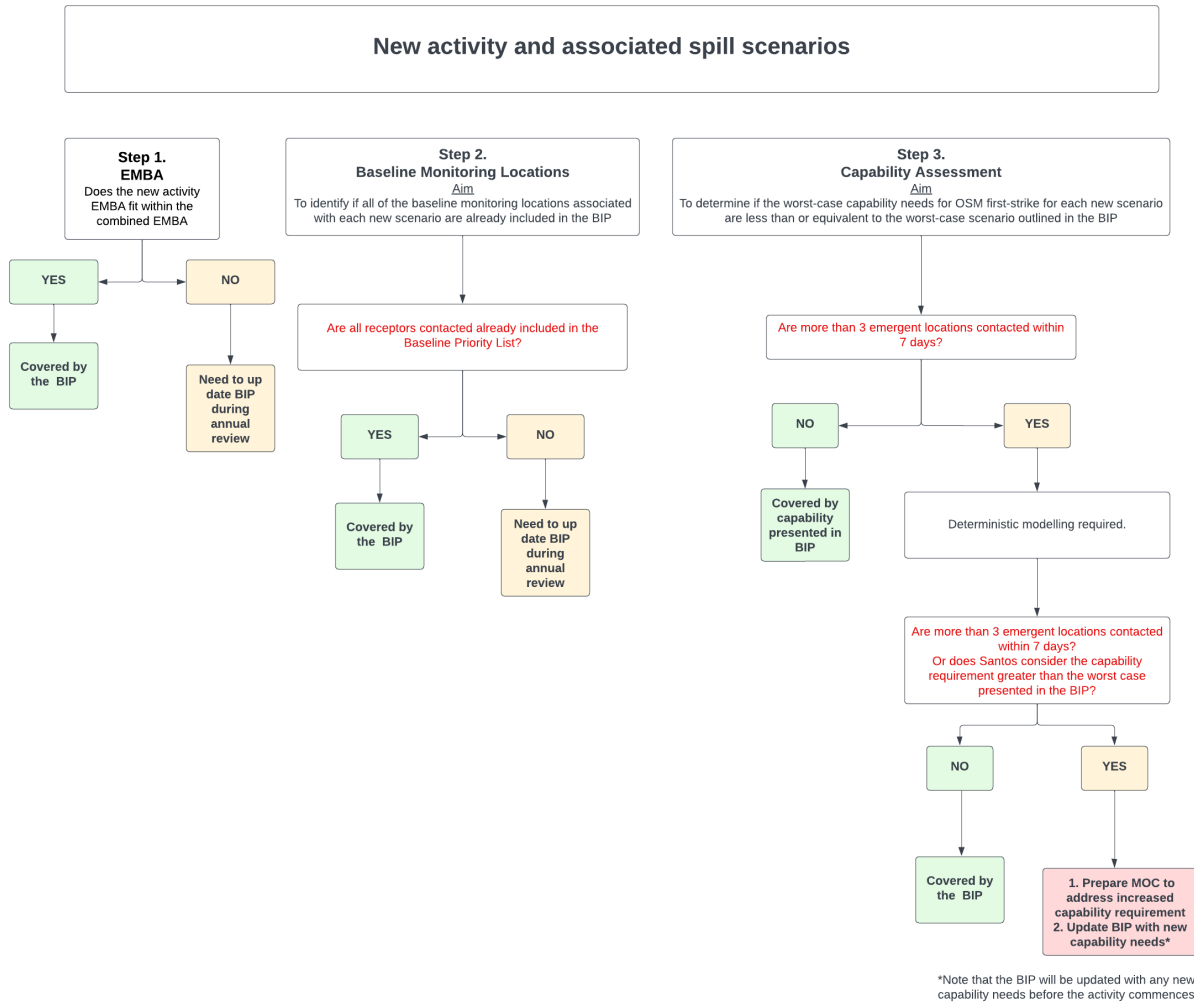 New activity and associated spill scenarios
Step 1.
EMBA
Does the new activity
EMBA fit within the
combined EMBA
YES
NO
Covered by
the BIP
Need to up
date BIP
during
annual
review
Step 2.
Baseline Monitoring Locations
Aim
To identify if all of the baseline monitoring locations associated
with each new scenario are already included in the BIP
Are all receptors contacted already included in the
Baseline Priority List?
YES
NO
Covered by
the BIP
Need to up
date BIP
during
annual
review
Step 3.
Capability Assessment
Aim
To determine if the worst-case capability needs for OSM first-strike for each new scenario
are less than or equivalent to the worst-case scenario outlined in the BIP
Are more than 3 emergent locations contacted within
7 days?
NO
YES
Covered by
capability
presented in
BIP
Deterministic modelling required.
Are more than 3 emergent locations contacted
within 7 days?
Or does Santos consider the capability
requirement greater than the worst case
presented in the BIP?
NO
YES
Covered by
the BIP
1. Prepare MOC to
address increased
capability requirement
2. Update BIP with new
capability needs*
*Note that the BIP will be updated with any new
capability needs before the activity commences